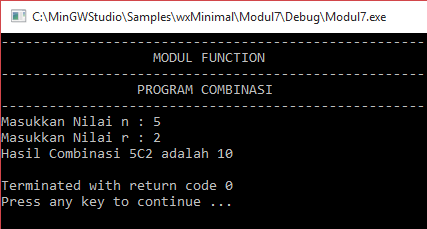 C:\MinGWStudio\Samples\wxMinimal\Modul7\Debug\Modul7.exe
-----------------------------------------------------
MODUL FUNCTION
-----------------------------------------------------
PROGRAM COMBINASI
-----------------------------------------------------
Masukkan Nilai n : 5
Masukkan Nilai r : 2
Hasil Combinasi 5C2 adalah 10
Terminated with return code 0
Press any key to continue ...